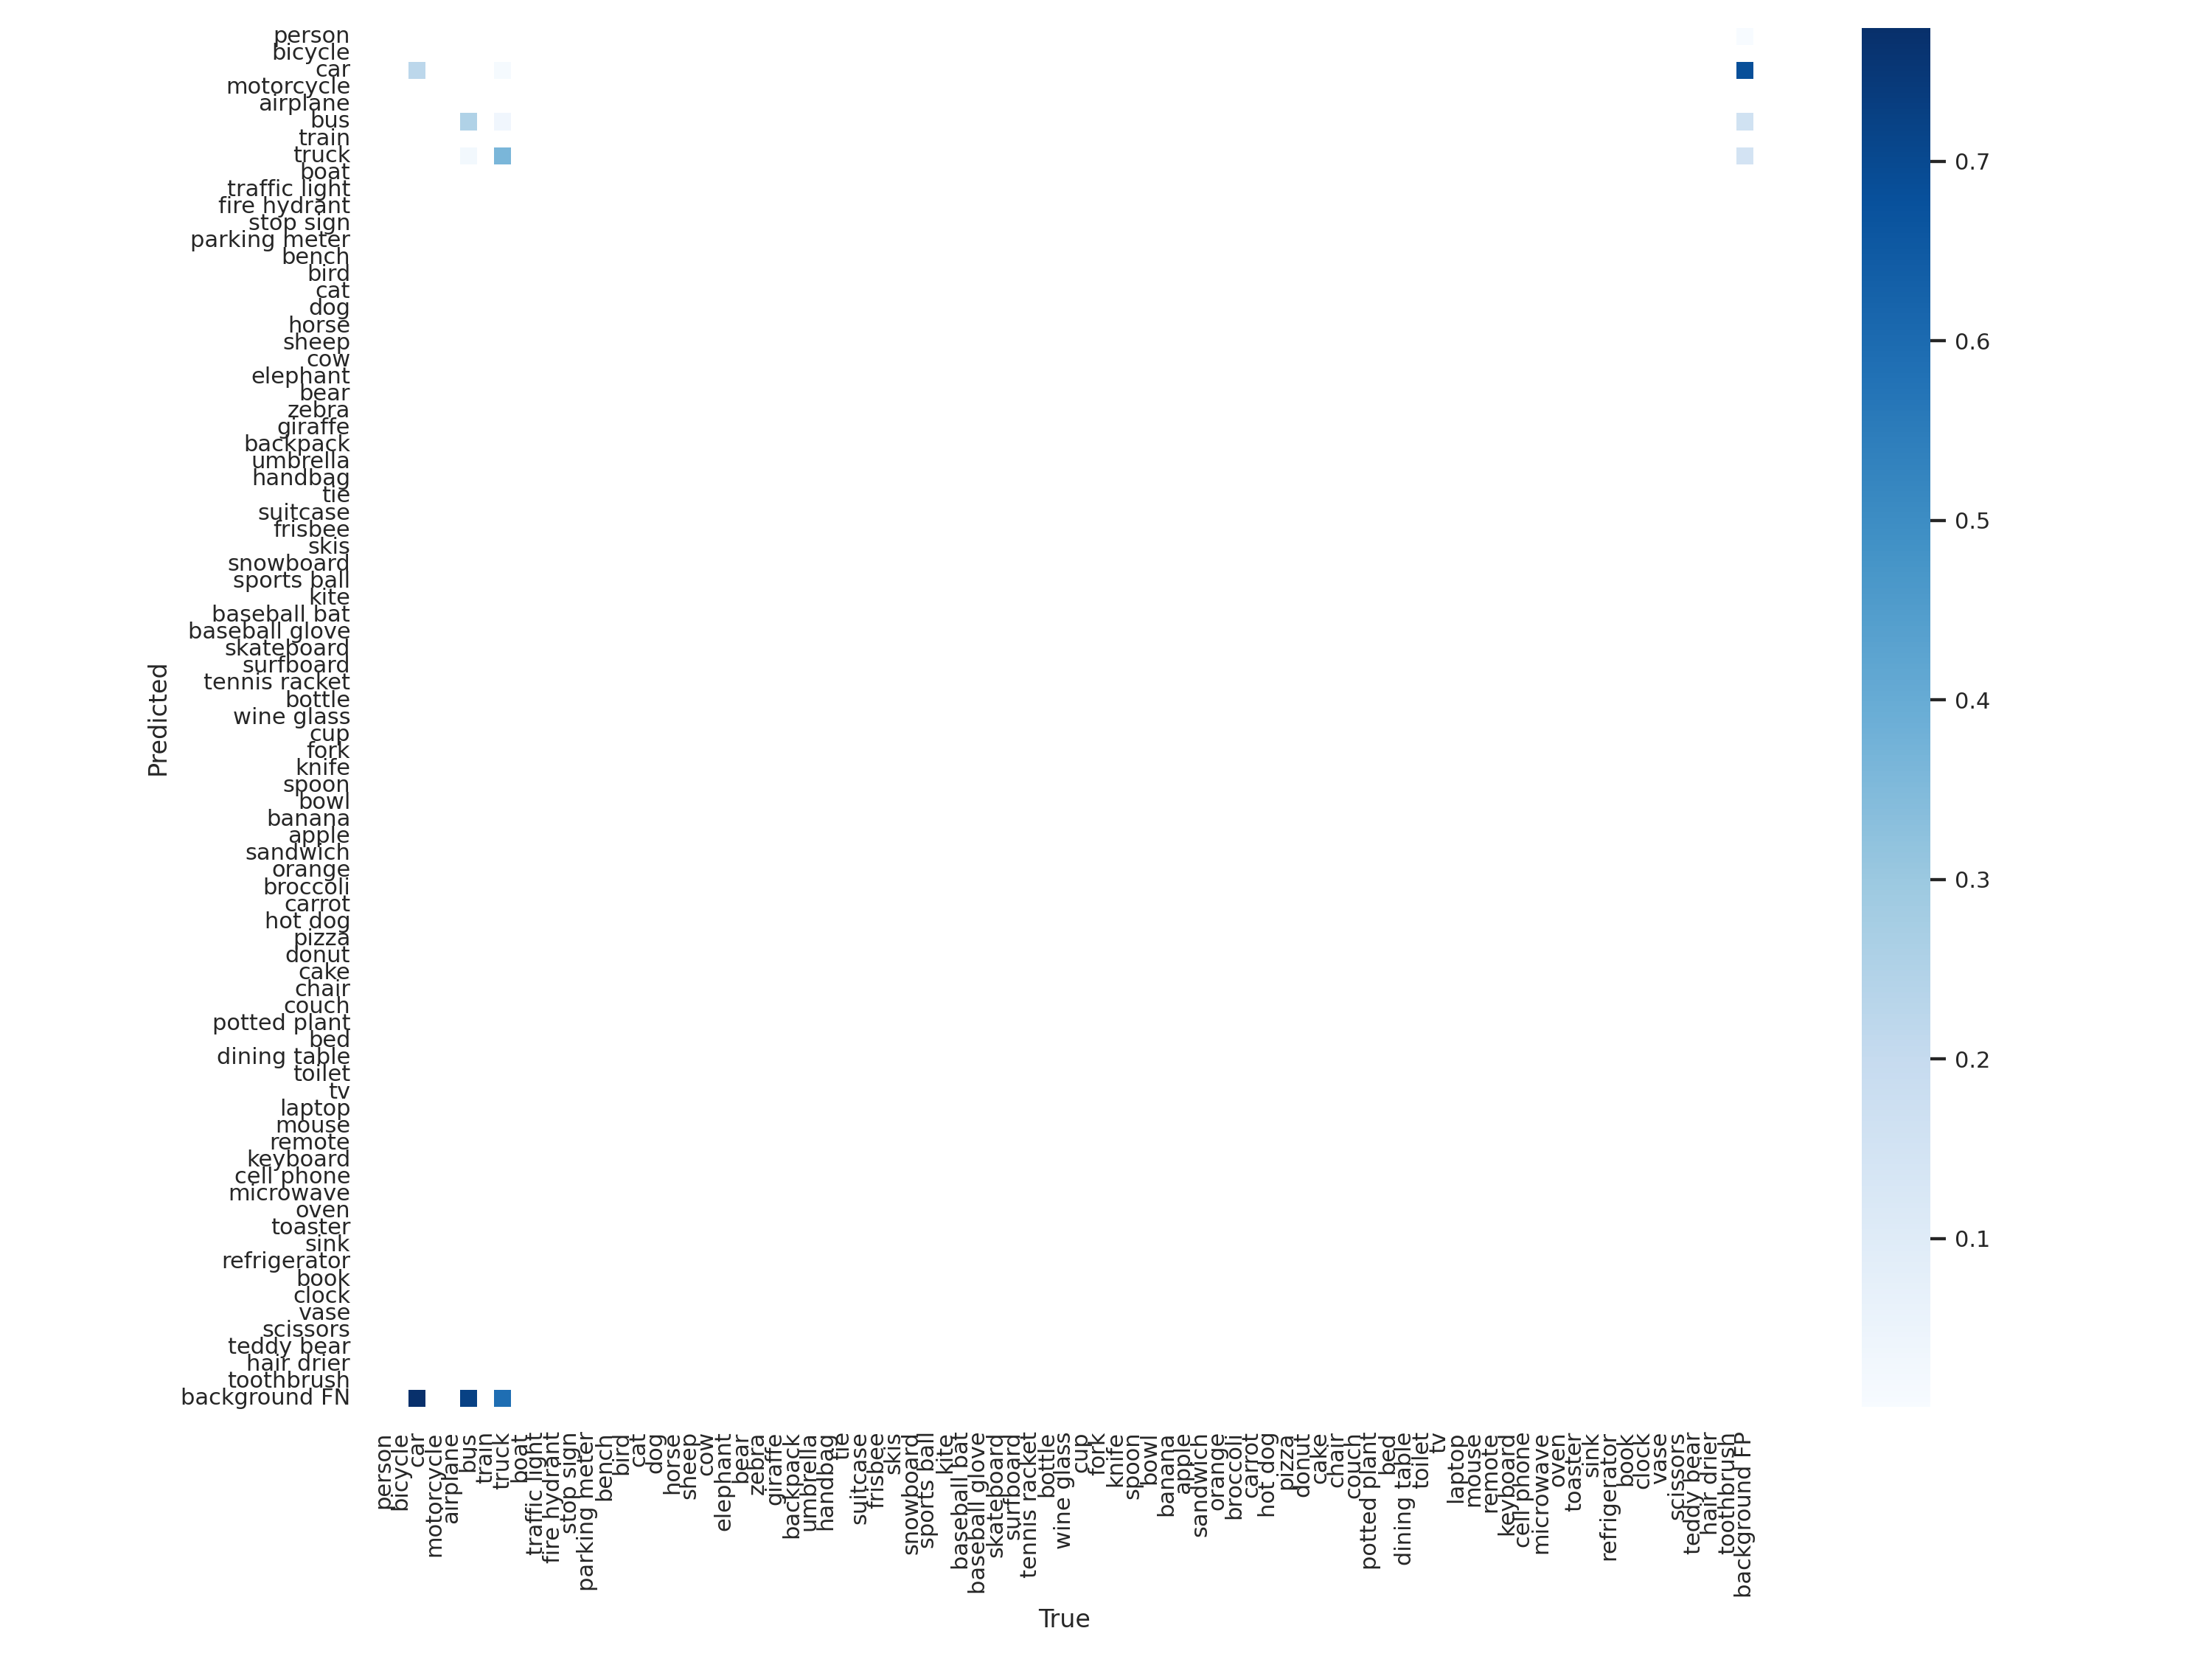 person
bicycle
car
motorcycle
airplane
bus
train
truck
boat
traffic light
fire hydrant
stop sign
parking meter
bench
bird
cat
dog
horse
sheep
cow
elephant
bear
zebra
giraffe
backpack
umbrella
handbag
tie
suitcase
frisbee
skis
snowboard
sports ball
kite
baseball bat
baseball glove
skateboard
surfboard
tennis racket
bottle
wine glass
cup
fork
knife
spoon
bowl
banana
apple
sandwich
orange
broccoli
carrot
hot dog
pizza
donut
cake
chair
couch
potted plant
bed
dining table
toilet
tv
laptop
mouse
remote
keyboard
cell phone
microwave
oven
toaster
sink
refrigerator
book
clock
vase
scissors
teddy bear
hair drier
toothbrush
background FN
Predicted
person
bicycle
car
motorcycle
airplane
bus
train
truck
boat
traffic light
fire hydrant
stop sign
parking meter
bench
bird
cat
dog
horse
sheep
cow
elephant
bear
zebra
giraffe
backpack
umbrella
handbag
tie
suitcase
frisbee
skis
snowboard
sports ball
kite
baseball bat
baseball glove
skateboard
surfboard
tennis racket
bottle
wine glass
cup
fork
knife
spoon
bowl
banana
apple
sandwich
orange
broccoli
carrot
hot dog
pizza
donut
cake
chair
couch
potted plant
bed
dining table
toilet
tv
laptop
mouse
remote
keyboard
cell phone
microwave
oven
toaster
sink
refrigerator
book
clock
vase
scissors
teddy bear
hair drier
toothbrush
background FP
True
0.7
0.6
0.5
0.4
0.3
0.2
0.1